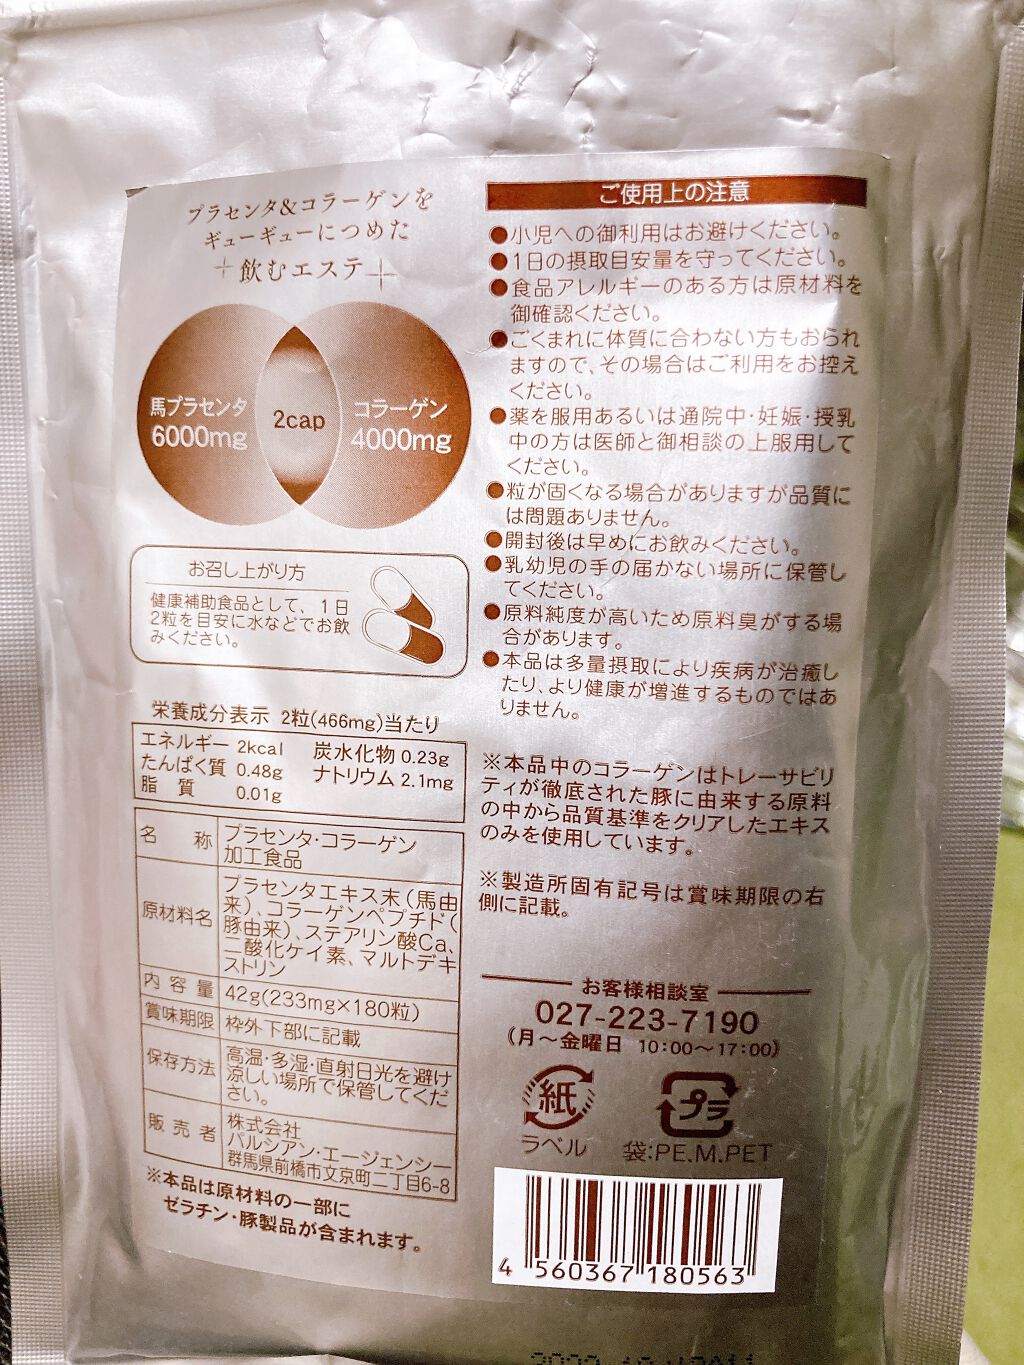 プラセンタ&コラーゲンを
ギューギューにつめた
飲むエステ
馬プラセンタ
6000mg
2cap
コラーゲン
4000mg
お召し上がり方
健康補助食品として、1日
2粒を目安に水などでお飲
みください。
栄養成分表示 2粒(466mg)当たり
エネルギー 2kcal 炭水化物 0.23g
たんぱく質 0.48g ナトリウム 2.1mg
脂質 0.01g
名称 プラセンタ・コラーゲン
加工食品
原材料名 プラセンタエキス末(馬由
来)、コラーゲンペプチド(
豚由来)、ステアリン酸Ca、
二酸化ケイ素、マルトデキ
ストリン
内容量 42g(233mg×180粒)
賞味期限 枠外下部に記載
保存方法 高温・多湿・直射日光を避け
涼しい場所で保管してくだ
さい。
販売者 株式会社
バルシアン・エージェンシー
群馬県前橋市文京町二丁目6-8
※本品は原材料の一部に
ゼラチン・豚製品が含まれます。
ご使用上の注意
●小児への御利用はお避けください。
●1日の摂取目安量を守ってください。
●食品アレルギーのある方は原材料を
御確認ください。
●ごくまれに体質に合わない方もおられ
ますので、その場合はご利用をお控え
ください。
●薬を服用あるいは通院中・妊娠・授乳
中の方は医師と御相談の上服用して
ください。
●粒が固くなる場合がありますが品質に
は問題ありません。
●開封後は早めにお飲みください。
●乳幼児の手の届かない場所に保管し
てください。
●原料純度が高いため原料臭がする場
合があります。
●本品は多量摂取により疾病が治癒し
たり、より健康が増進するものではあ
りません。
※本品中のコラーゲンはトレーサビリ
ティが徹底された豚に由来する原料
の中から品質基準をクリアしたエキス
のみを使用しています。
※製造所固有記号は賞味期限の右
側に記載。
お客様相談室
027-223-7190
(月～金曜日 10:00～17:00)
紙
ラベル
プラ
袋:PE.M.PET
4 560367 180563